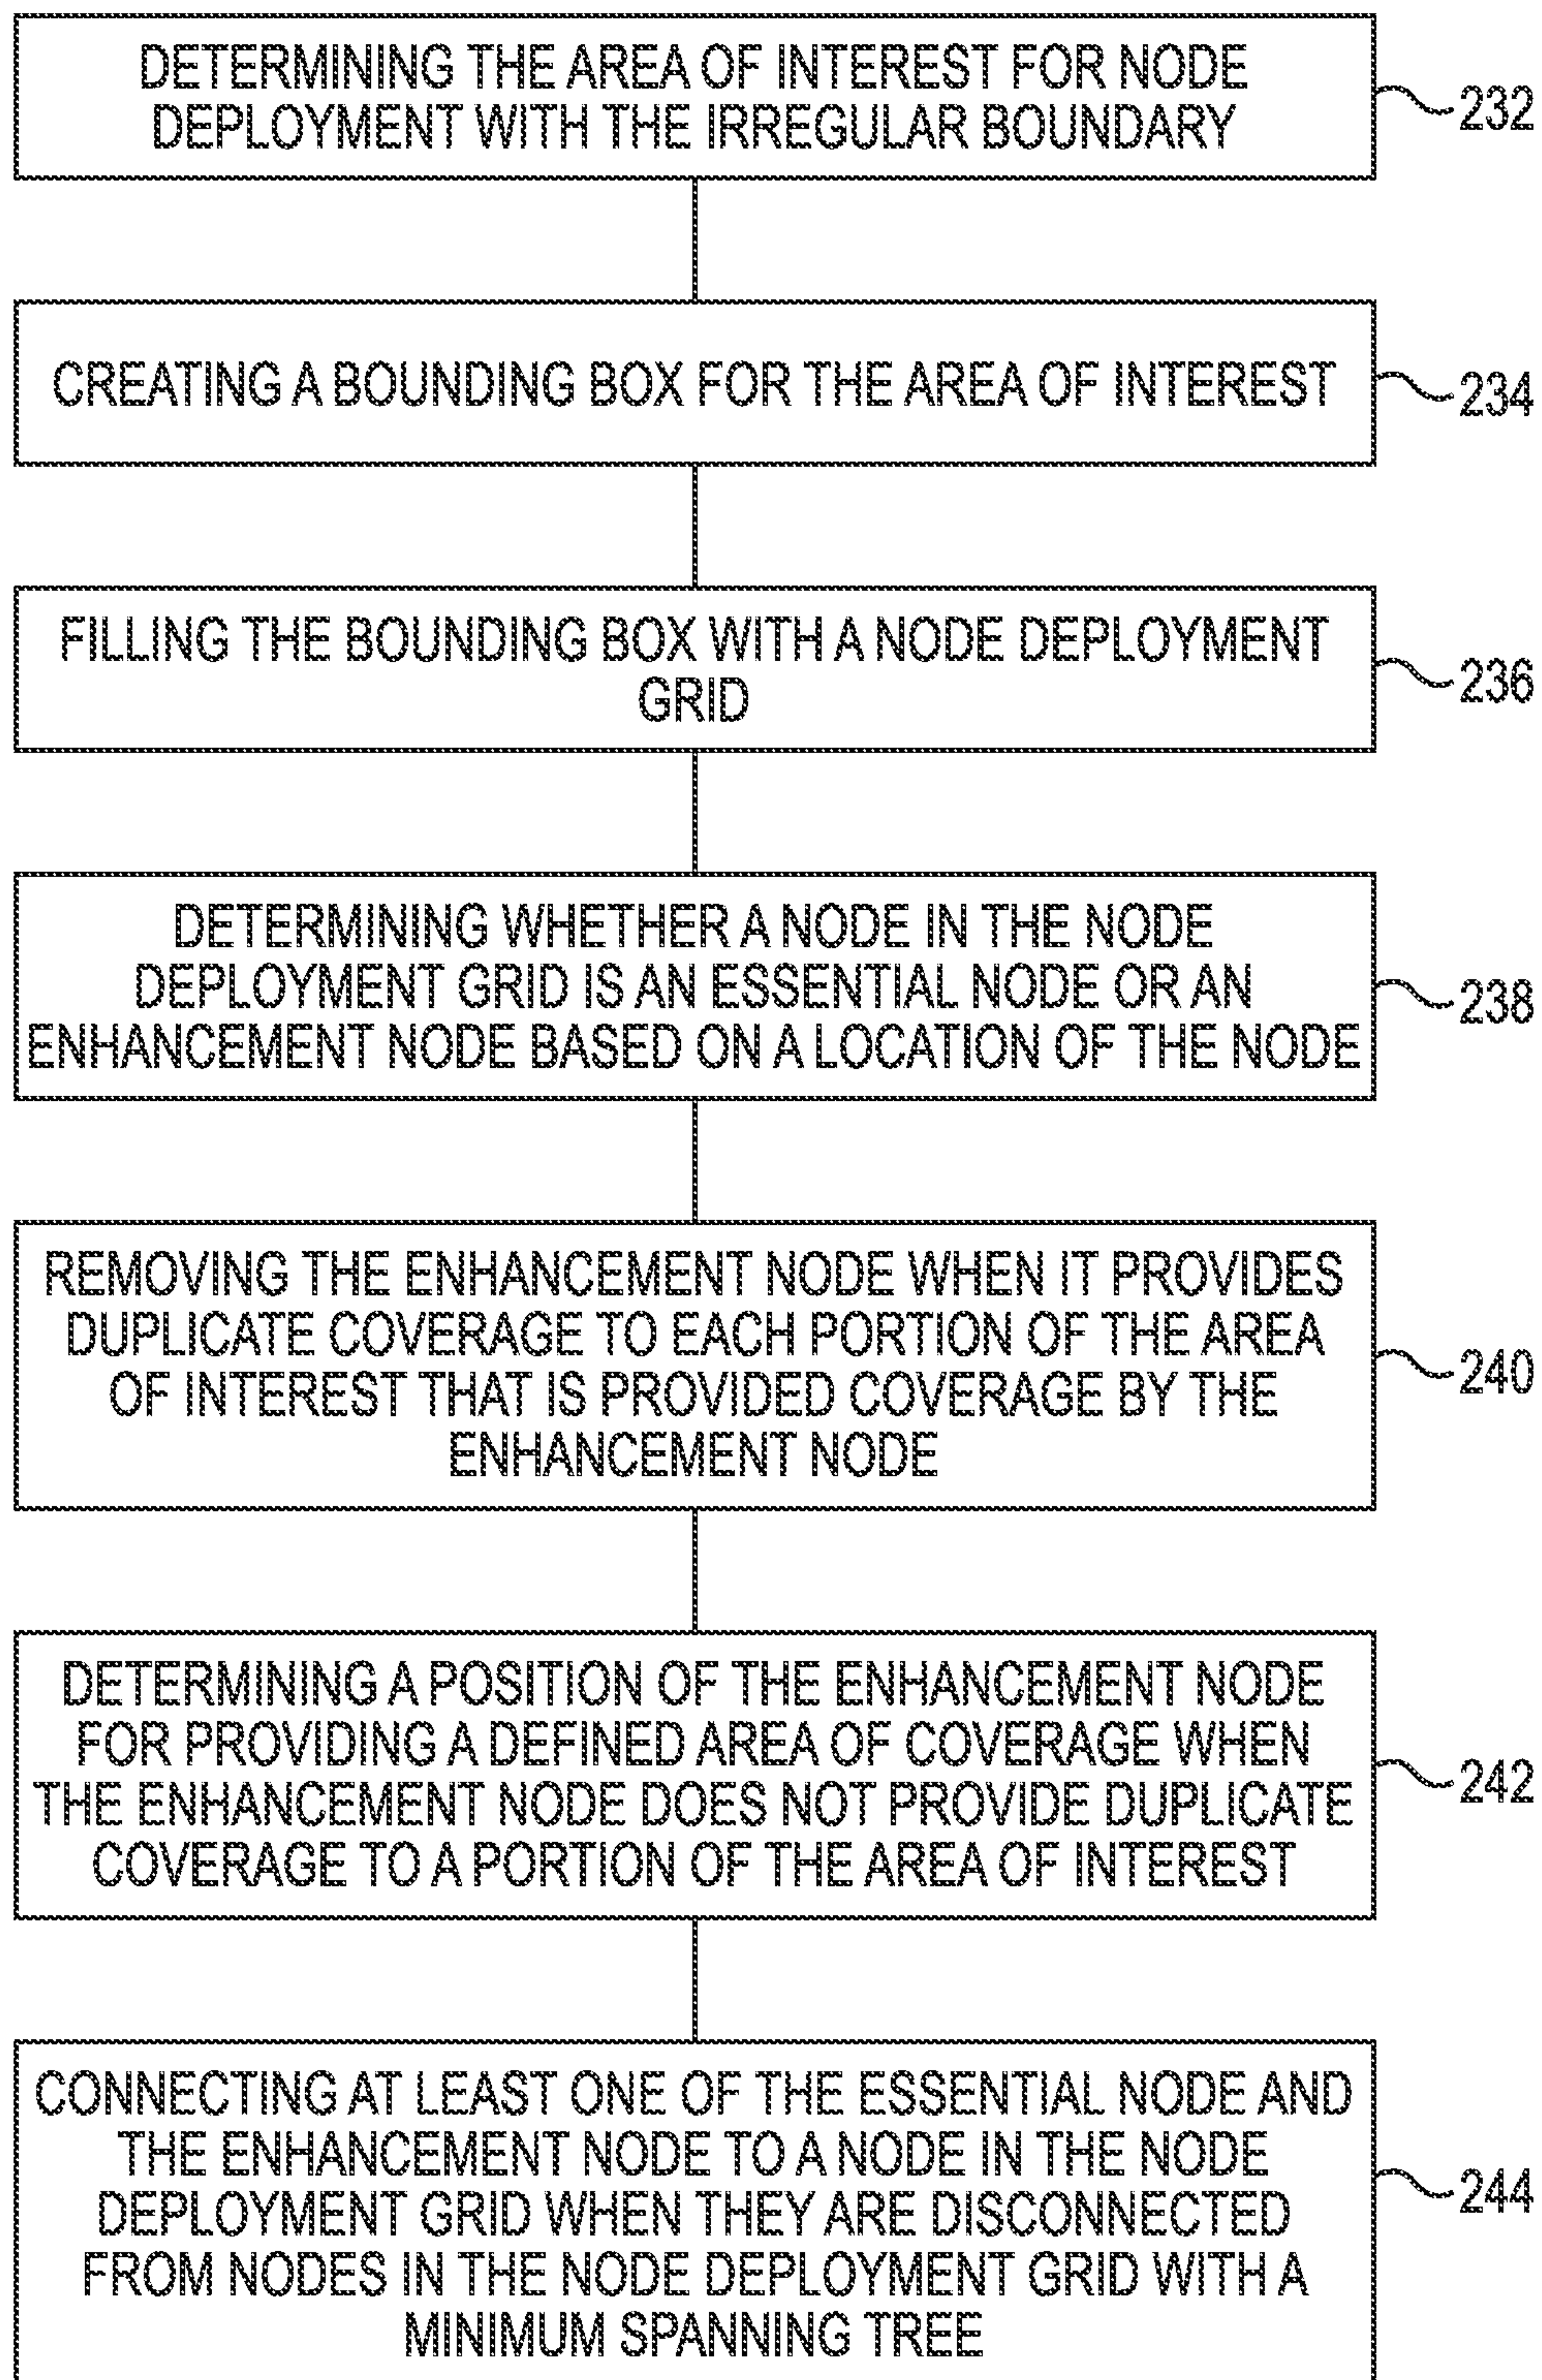 DETERMINING THE AREA OF INTEREST FOR NODE
DEPLOYMENT WITH THE IRREGULAR BOUNDARY
232
CREATING A BOUNDING BOX FOR THE AREA OF INTEREST
234
FILLING THE BOUNDING BOX WITH A NODE DEPLOYMENT
GRID
236
DETERMINING WHETHER A NODE IN THE NODE
DEPLOYMENT GRID IS AN ESSENTIAL NODE OR AN
ENHANCEMENT NODE BASED ON A LOCATION OF THE NODE
238
REMOVING THE ENHANCEMENT NODE WHEN IT PROVIDES
DUPLICATE COVERAGE TO EACH PORTION OF THE AREA
OF INTEREST THAT IS PROVIDED COVERAGE BY THE
ENHANCEMENT NODE
240
DETERMINING A POSITION OF THE ENHANCEMENT NODE
FOR PROVIDING A DEFINED AREA OF COVERAGE WHEN
THE ENHANCEMENT NODE DOES NOT PROVIDE DUPLICATE
COVERAGE TO A PORTION OF THE AREA OF INTEREST
242
CONNECTING AT LEAST ONE OF THE ESSENTIAL NODE AND
THE ENHANCEMENT NODE TO A NODE IN THE NODE
DEPLOYMENT GRID WHEN THEY ARE DISCONNECTED
FROM NODES IN THE NODE DEPLOYMENT GRID WITH A
MINIMUM SPANNING TREE
244